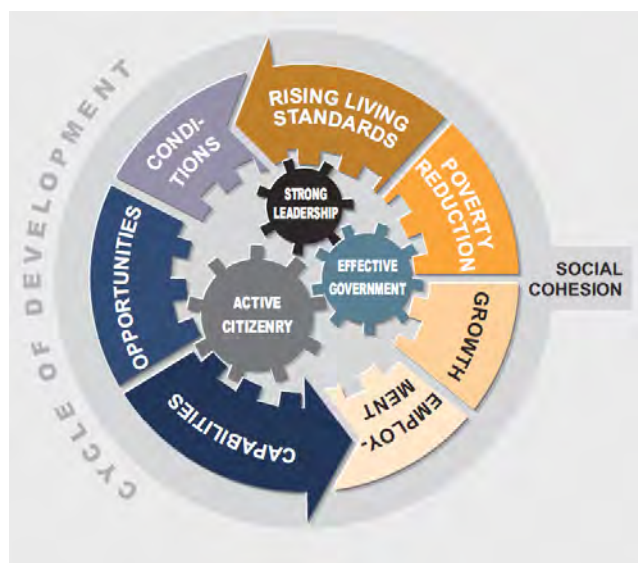 CYCLE OF DEVELOPMENT
RISING LIVING
STANDARDS
POVERTY
REDUCTION
GROWTH
EMPLOY-
MENT
CAPABILITIES
OPPORTUNITIES
CONDI-
TIONS
STRONG
LEADERSHIP
EFFECTIVE
GOVERNMENT
ACTIVE
CITIZENRY
SOCIAL
COHESION